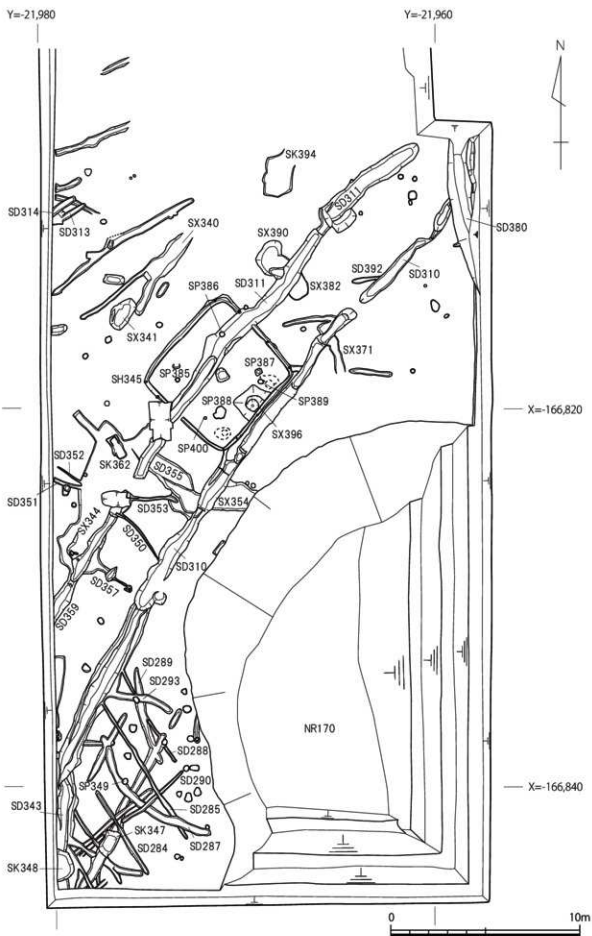 Y=-21,980
Y=-21,960
N
SK394
SD311
SD314
SD313
SX340
SD380
SX390
SP386
SD311
SX382
SD392
SD310
SX341
SX371
SH345
SP385
SP387
SP388
SP389
X=-166,820
SP400
SX396
SD352
SK362
SD355
SD351
SX344
SD353
SX354
SD350
SD310
SD357
SD359
SD289
SD293
NR170
SD288
SD290
X=-166,840
SP349
SD285
SD343
SK347
SD287
SD284
SK348
0
10m